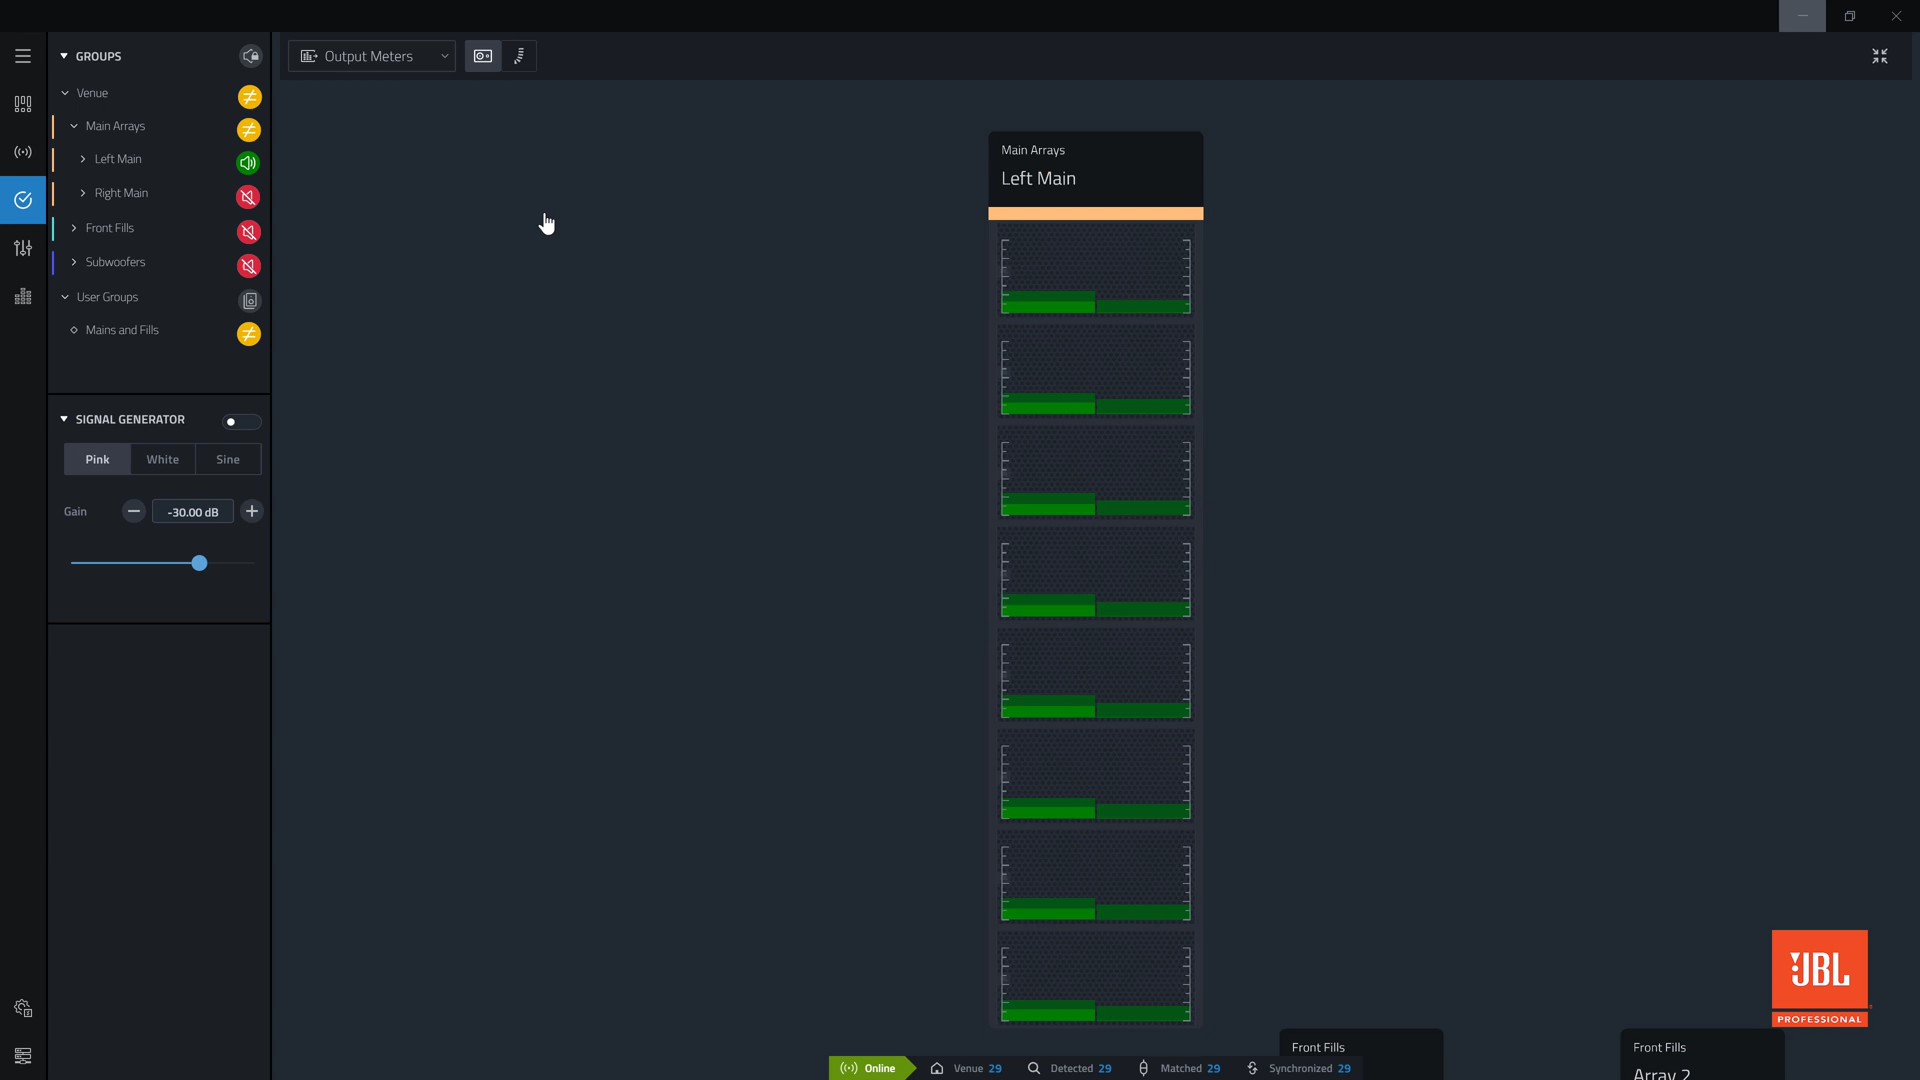 GROUPS
Venue
Main Arrays
Left Main
Right Main
Front Fills
Subwoofers
User Groups
Mains and Fills
SIGNAL GENERATOR
Pink White Sine
Gain -30.00 dB
Output Meters
Main Arrays
Left Main
Front Fills
Front Fills
Array 2
Online Venue 29 Detected 29 Matched 29 Synchronized 29
JBL
PROFESSIONAL